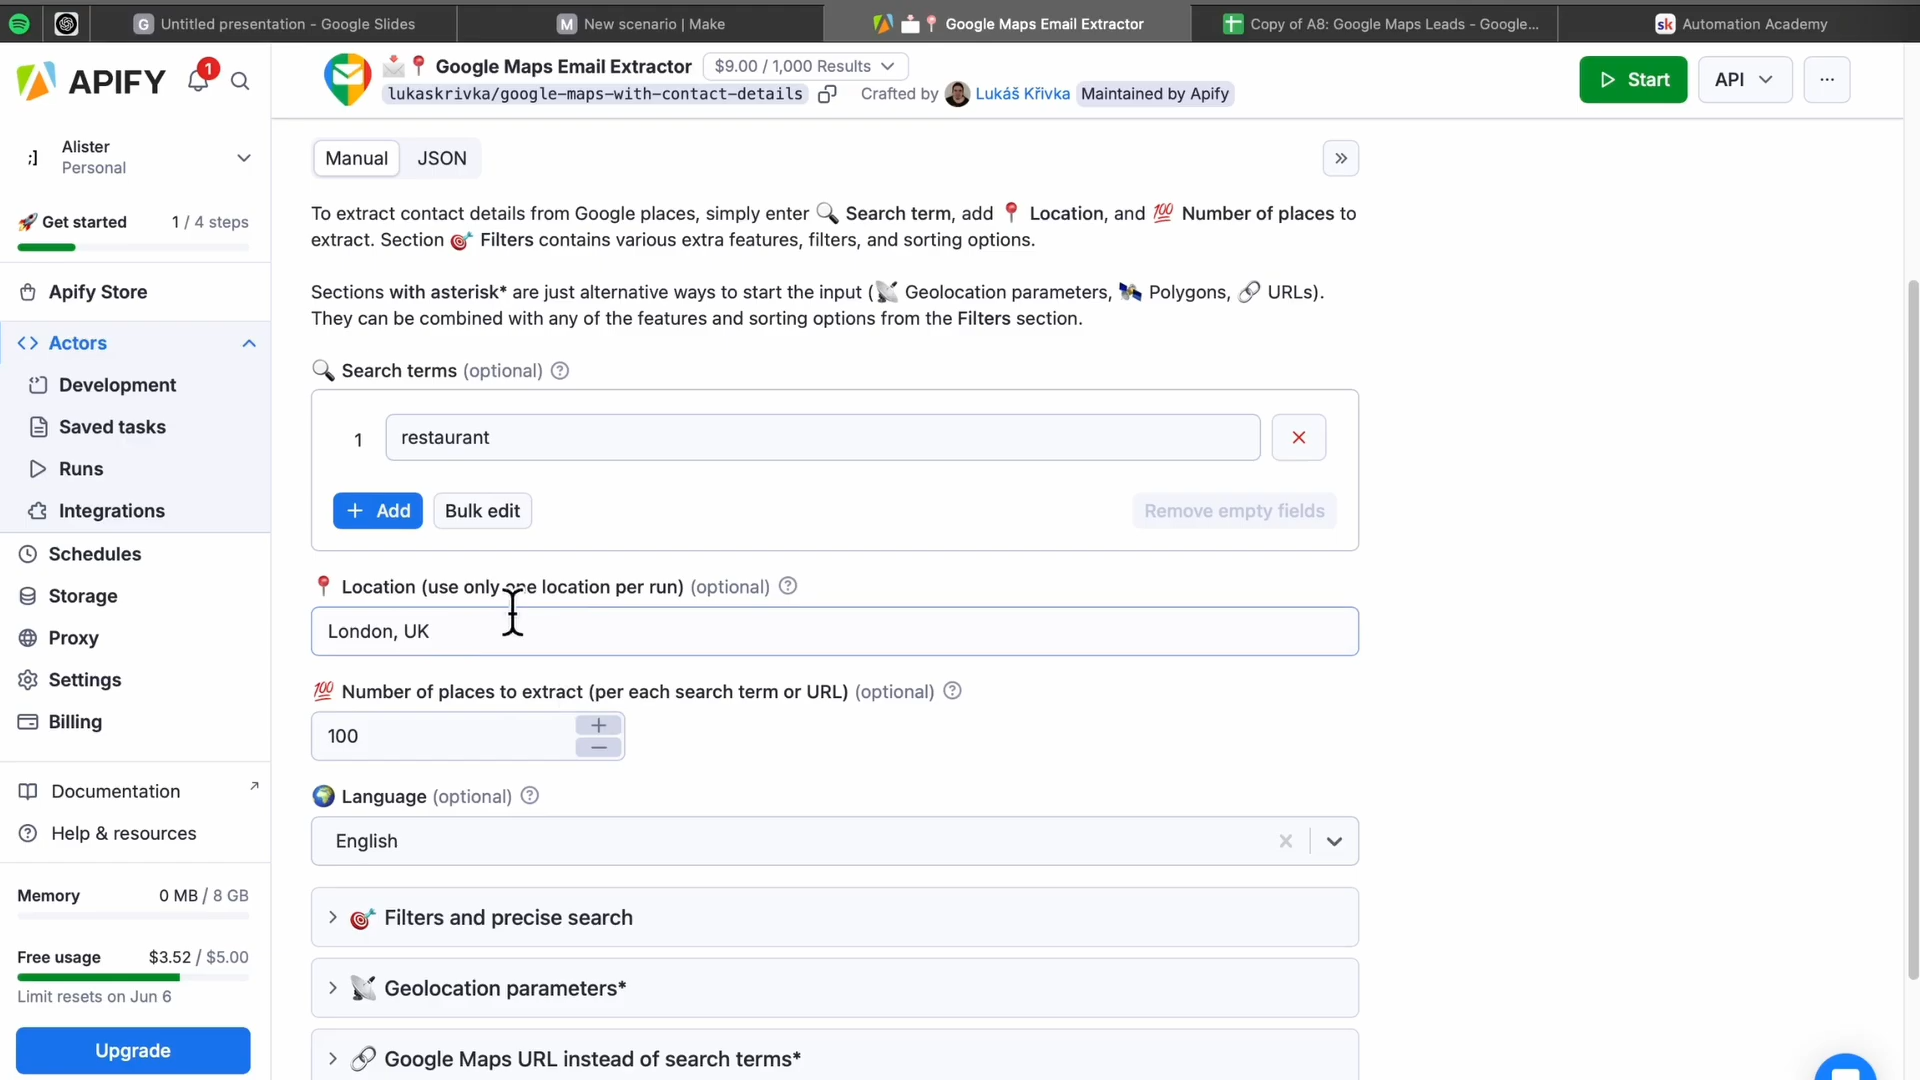 Untitled presentation - Google Slides
New scenario | Make
Google Maps Email Extractor
Copy of A8: Google Maps Leads - Google...
Automation Academy
APIFY
1
Google Maps Email Extractor
$9.00 / 1,000 Results
lukaskrivka/google-maps-with-contact-details
Crafted by Lukáš Křivka
Maintained by Apify
Start
API
Alister
Personal
Get started 1 / 4 steps
Apify Store
Actors
Development
Saved tasks
Runs
Integrations
Schedules
Storage
Proxy
Settings
Billing
Documentation
Help & resources
Memory 0 MB / 8 GB
Free usage $3.52 / $5.00
Limit resets on Jun 6
Upgrade
Manual
JSON
To extract contact details from Google places, simply enter 🔍 Search term, add 📍 Location, and 💯 Number of places to
extract. Section 🎯 Filters contains various extra features, filters, and sorting options.
Sections with asterisk* are just alternative ways to start the input (📡 Geolocation parameters, 🛰 Polygons, 🔗 URLs).
They can be combined with any of the features and sorting options from the Filters section.
🔍 Search terms (optional)
1 restaurant
+ Add
Bulk edit
Remove empty fields
📍 Location (use only one location per run) (optional)
London, UK
💯 Number of places to extract (per each search term or URL) (optional)
100
🌍 Language (optional)
English
🎯 Filters and precise search
📡 Geolocation parameters*
🔗 Google Maps URL instead of search terms*